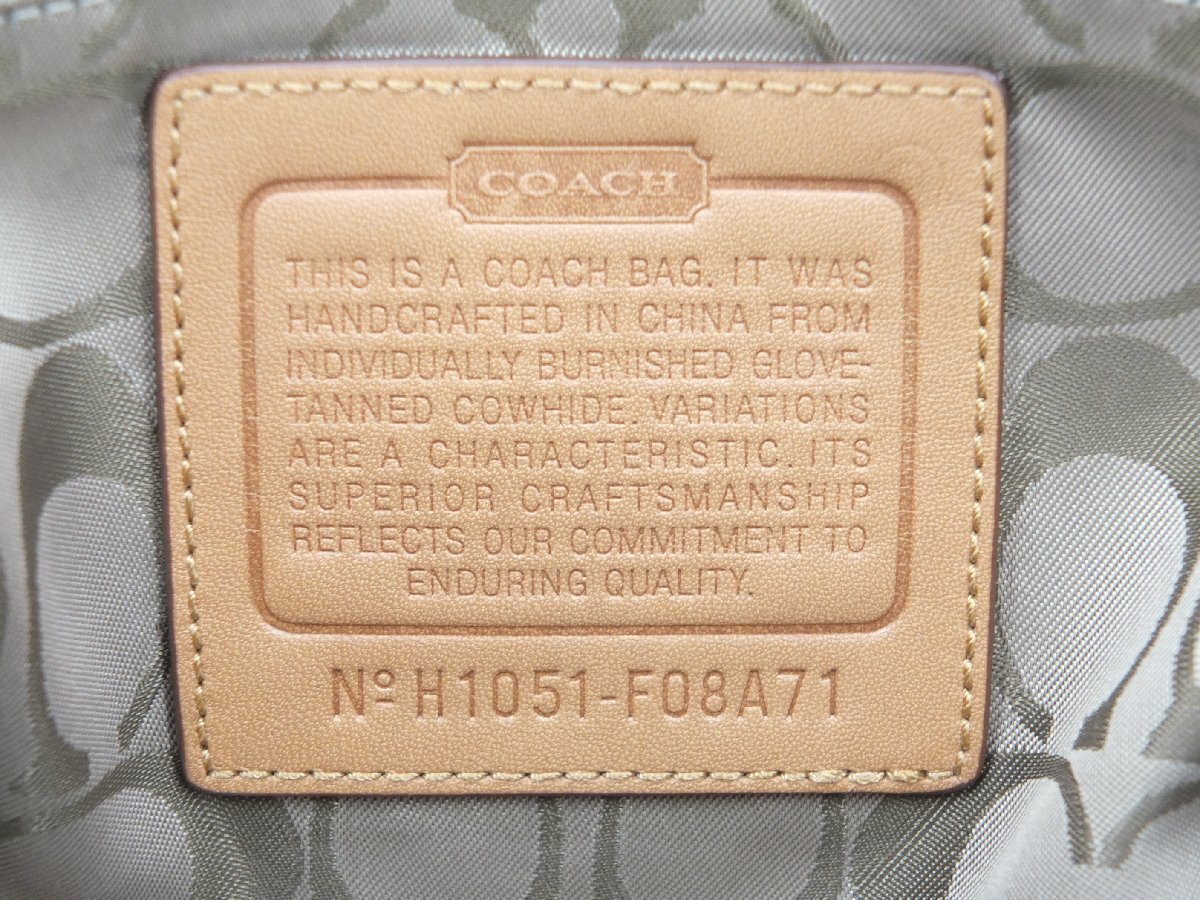 COACH
THIS IS A COACH BAG. IT WAS
HANDCRAFTED IN CHINA FROM
INDIVIDUALLY BURNISHED GLOVE-
TANNED COWHIDE. VARIATIONS
ARE A CHARACTERISTIC. ITS
SUPERIOR CRAFTSMANSHIP
REFLECTS OUR COMMITMENT TO
ENDURING QUALITY.
Nº H1051-F08A71